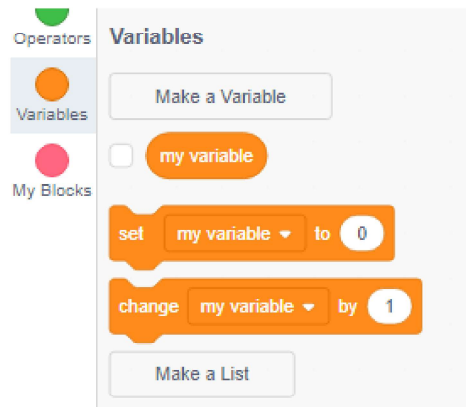 Operators
Variables
My Blocks
Variables
Make a Variable
my variable
set my variable to 0
change my variable by 1
Make a List